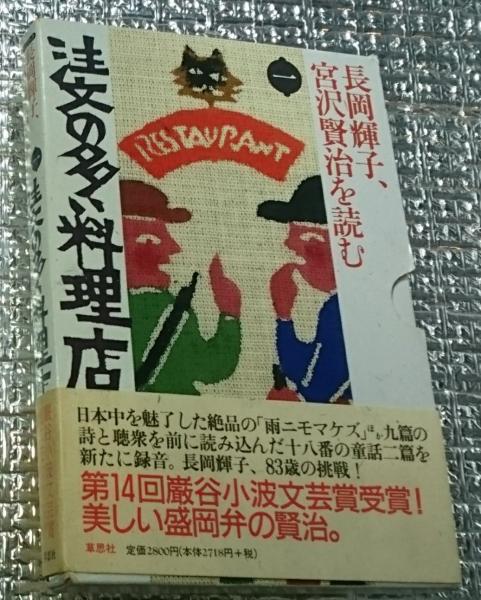 長岡輝子、
宮沢賢治を読む
一
RESTAURANT
注文の多い料理店
日本中を魅了した絶品の「雨ニモマケズ」ほか九篇の
詩と聴衆を前に読み込んだ十八番の童話二篇を
新たに録音。長岡輝子、83歳の挑戦!
第14回巌谷小波文芸賞受賞!
美しい盛岡弁の賢治。
草思社 定価2800円(本体2718円+税)